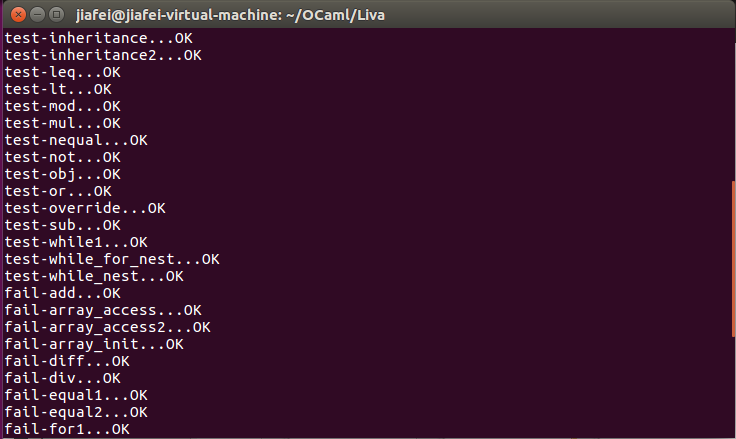 jiafei@jiafei-virtual-machine: ~/OCaml/Liva
test-inheritance...OK
test-inheritance2...OK
test-leq...OK
test-lt...OK
test-mod...OK
test-mul...OK
test-nequal...OK
test-not...OK
test-obj...OK
test-or...OK
test-override...OK
test-sub...OK
test-while1...OK
test-while_for_nest...OK
test-while_nest...OK
fail-add...OK
fail-array_access...OK
fail-array_access2...OK
fail-array_init...OK
fail-diff...OK
fail-div...OK
fail-equal1...OK
fail-equal2...OK
fail-for1...OK